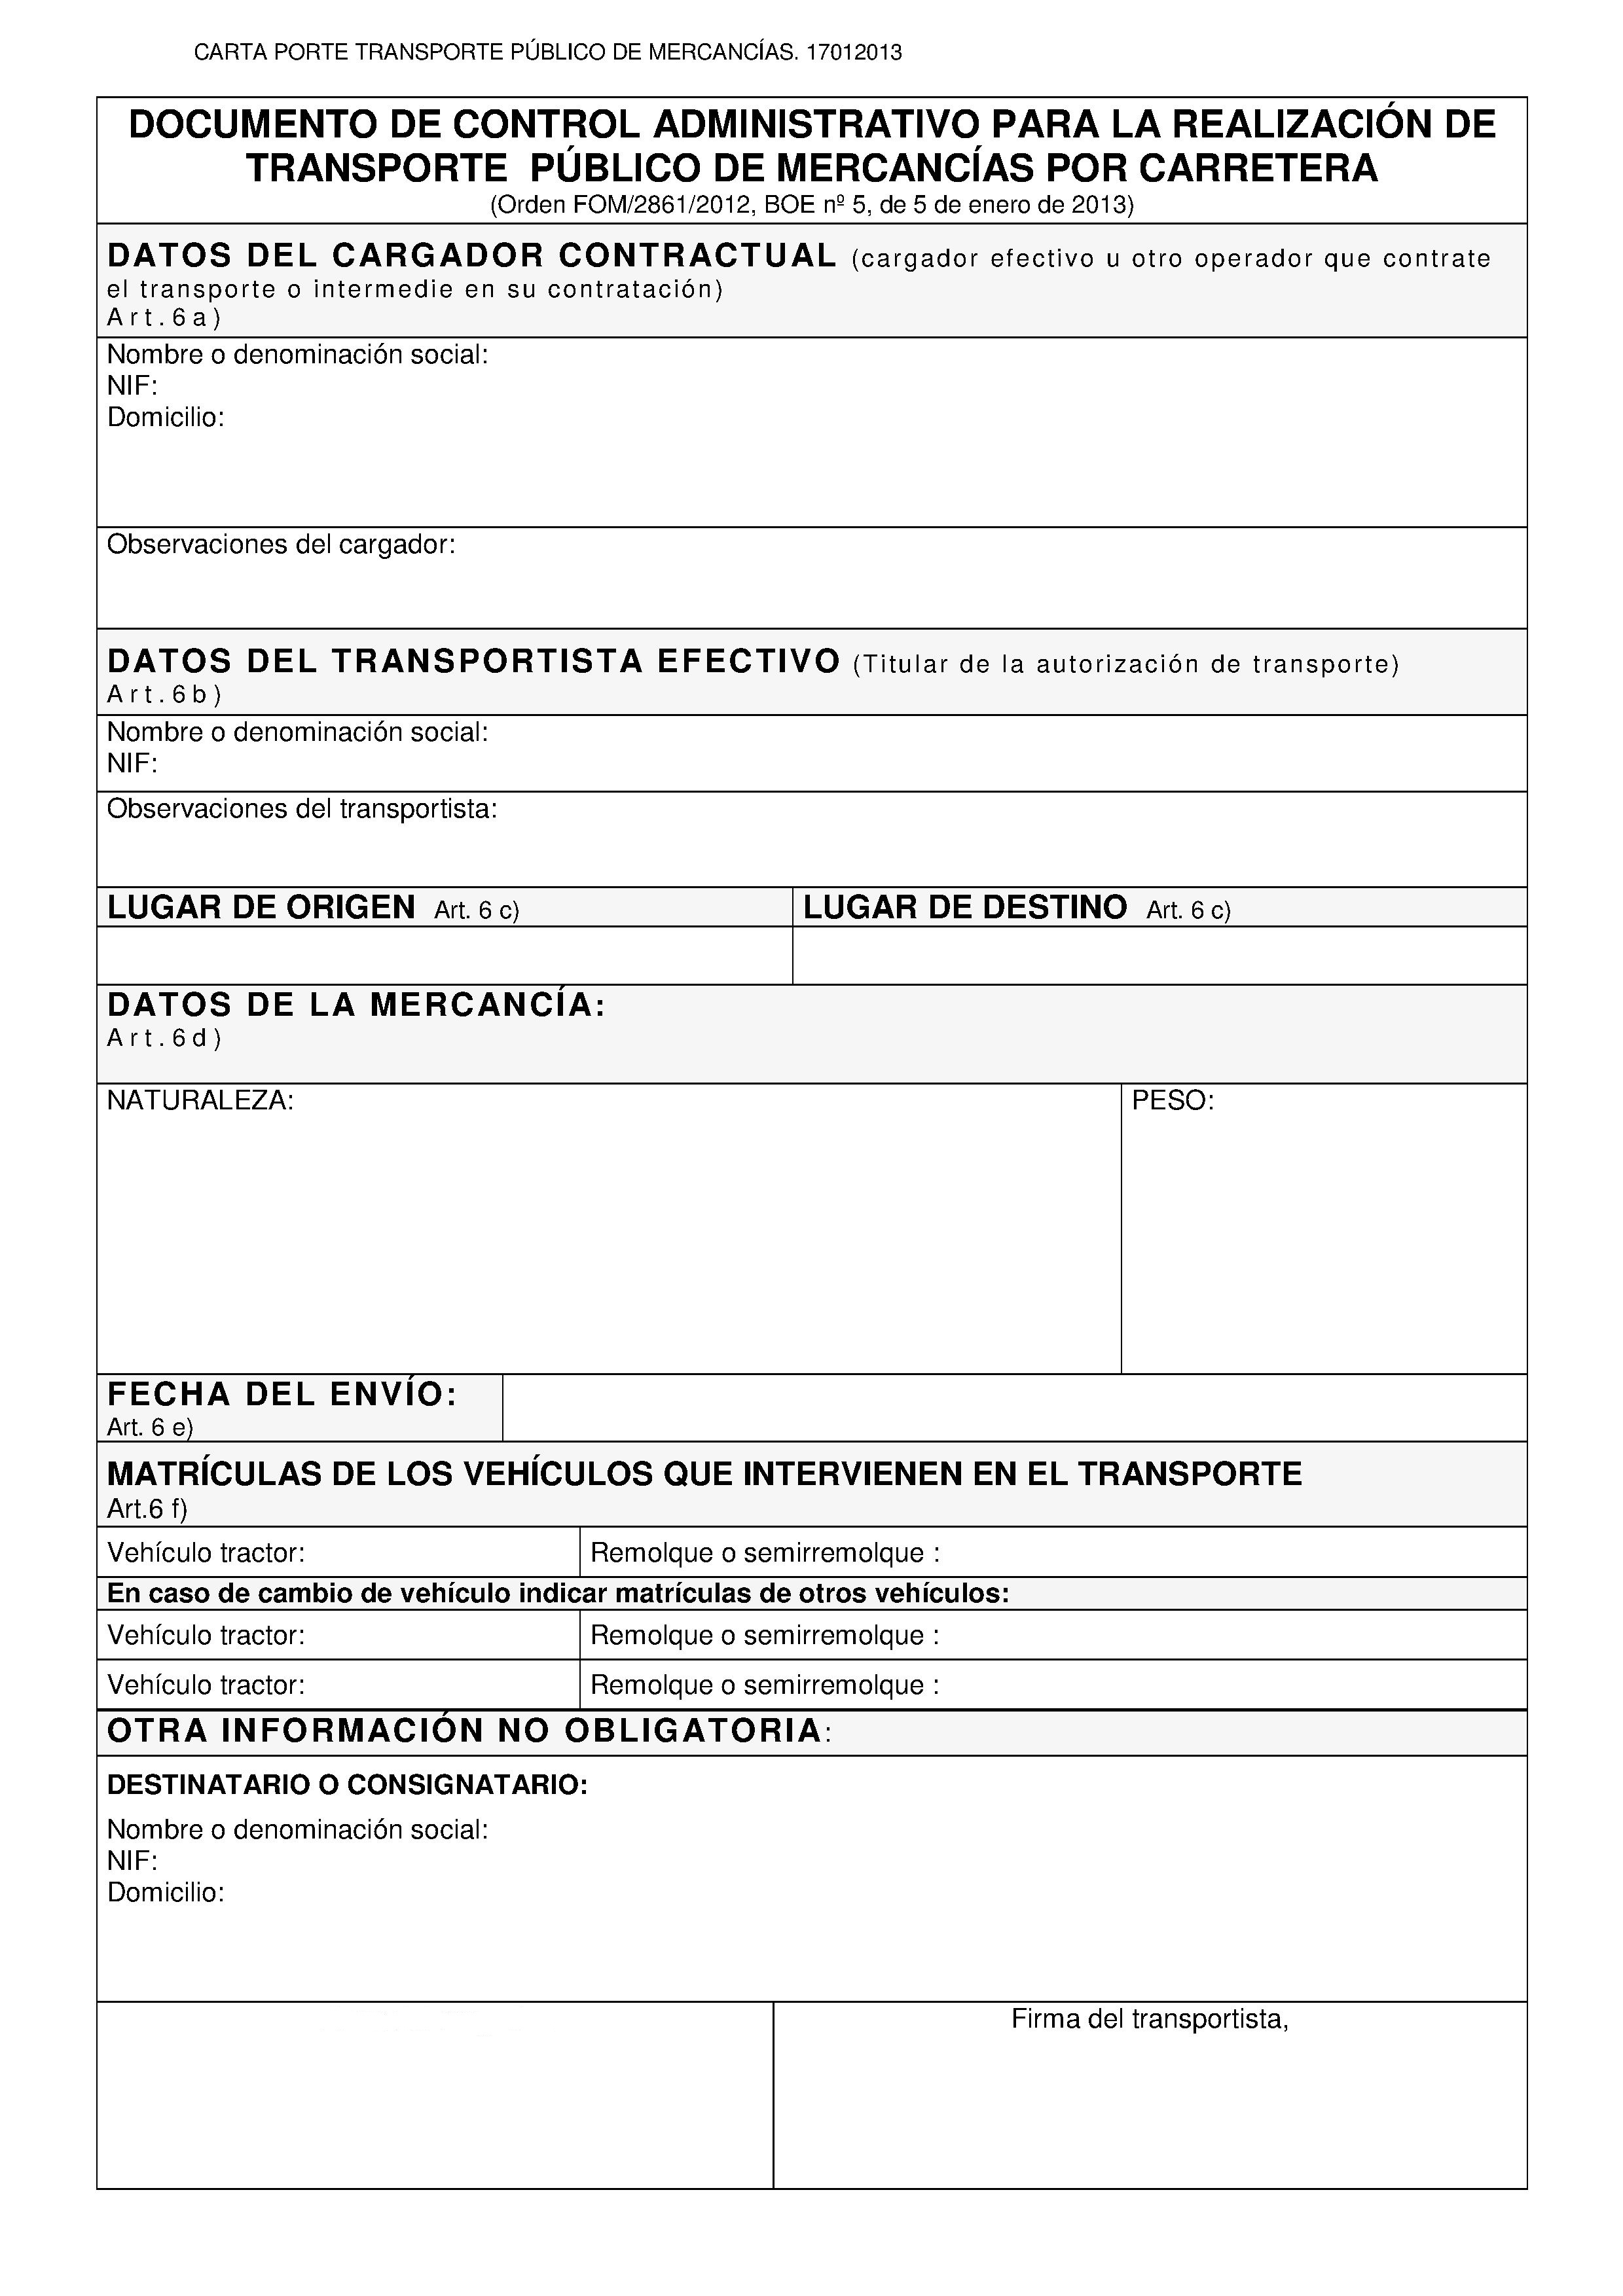 CARTA PORTE TRANSPORTE PÚBLICO DE MERCANCÍAS. 17012013
DOCUMENTO DE CONTROL ADMINISTRATIVO PARA LA REALIZACIÓN DE
TRANSPORTE PÚBLICO DE MERCANCÍAS POR CARRETERA
(Orden FOM/2861/2012, BOE nº 5, de 5 de enero de 2013)
DATOS DEL CARGADOR CONTRACTUAL (cargador efectivo u otro operador que contrate
el transporte o intermedie en su contratación)
Art.6a)
Nombre o denominación social:
NIF:
Domicilio:
Observaciones del cargador:
DATOS DEL TRANSPORTISTA EFECTIVO (Titular de la autorización de transporte)
Art.6b)
Nombre o denominación social:
NIF:
Observaciones del transportista:
LUGAR DE ORIGEN Art. 6 c)
LUGAR DE DESTINO Art. 6 c)
DATOS DE LA MERCANCÍA:
Art.6d)
NATURALEZA:
PESO:
FECHA DEL ENVÍO:
Art. 6 e)
MATRÍCULAS DE LOS VEHÍCULOS QUE INTERVIENEN EN EL TRANSPORTE
Art.6 f)
Vehículo tractor:
Remolque o semirremolque :
En caso de cambio de vehículo indicar matrículas de otros vehículos:
Vehículo tractor:
Remolque o semirremolque :
Vehículo tractor:
Remolque o semirremolque :
OTRA INFORMACIÓN NO OBLIGATORIA:
DESTINATARIO O CONSIGNATARIO:
Nombre o denominación social:
NIF:
Domicilio:
Firma del transportista,